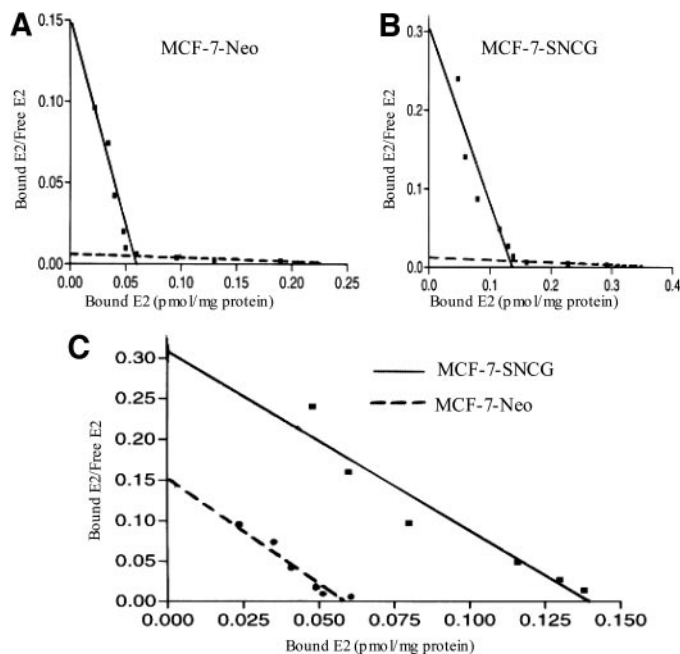 A
MCF-7-Neo
Bound E2/Free E2
0.15
0.10
0.05
0.00
0.00 0.05 0.10 0.15 0.20 0.25
Bound E2 (pmol/mg protein)
B
MCF-7-SNCG
Bound E2/Free E2
0.3
0.2
0.1
0.0
0.0 0.1 0.2 0.3 0.4
Bound E2 (pmol/mg protein)
C
MCF-7-SNCG
MCF-7-Neo
Bound E2/Free E2
0.30
0.25
0.20
0.15
0.10
0.05
0.00
0.000 0.025 0.050 0.075 0.100 0.125 0.150
Bound E2 (pmol/mg protein)